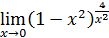 lim_{x→0} (1 − x²)^{4/x²}